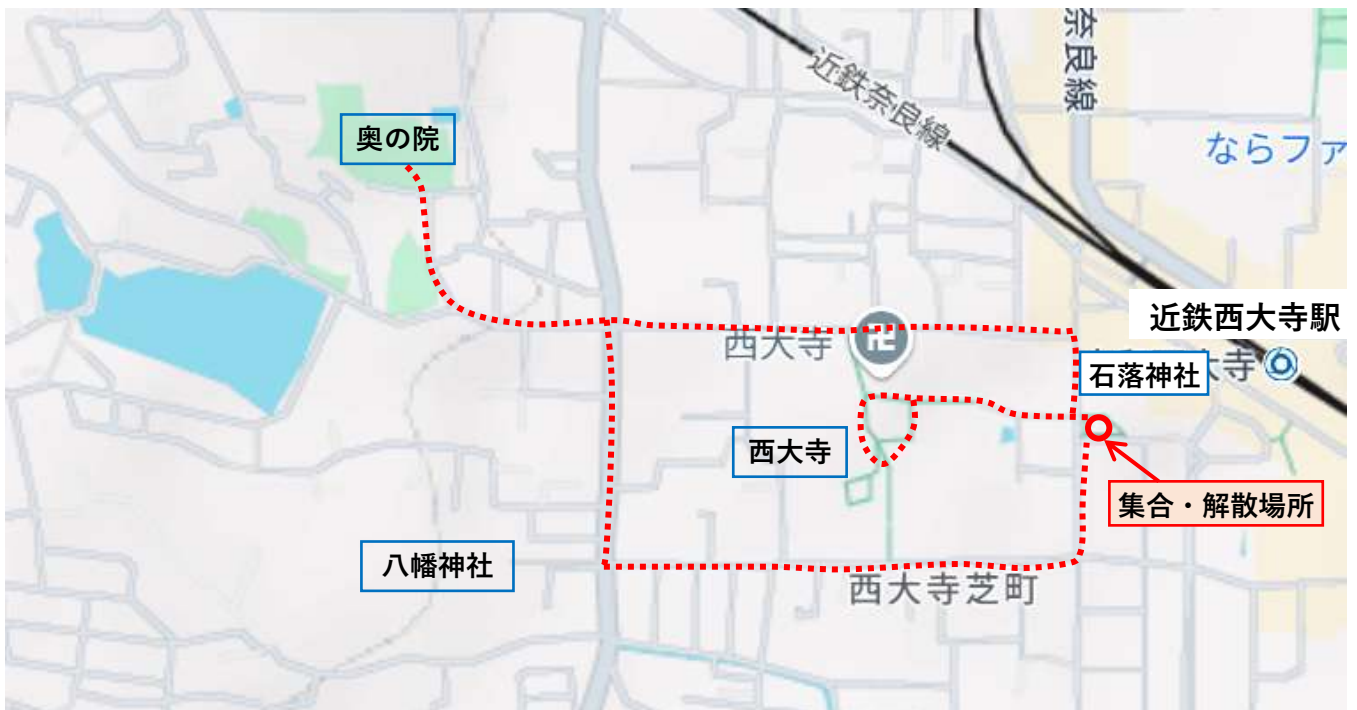 奈良線
近鉄奈良線
奥の院
ならファ
近鉄西大寺駅
西大寺
卍
石落神社
大寺
西大寺
集合・解散場所
八幡神社
西大寺芝町